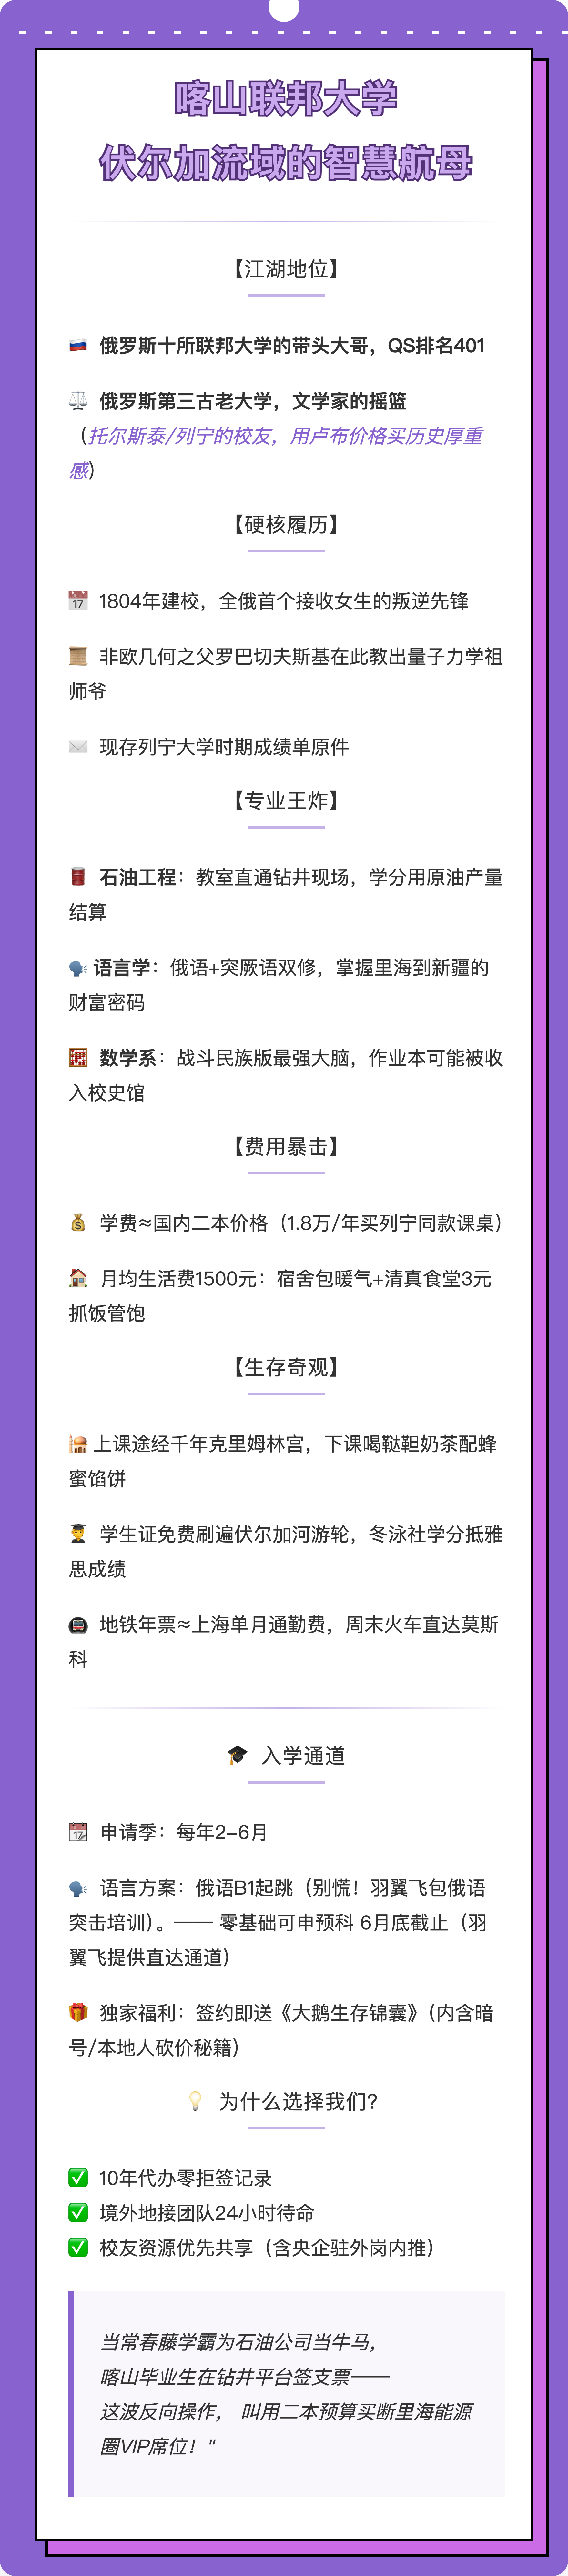 喀山联邦大学
伏尔加流域的智慧航母
【江湖地位】
🇷🇺 俄罗斯十所联邦大学的带头大哥，QS排名401
⚖️ 俄罗斯第三古老大学，文学家的摇篮
（托尔斯泰/列宁的校友，用卢布价格买历史厚重
感）
【硬核履历】
📅 1804年建校，全俄首个接收女生的叛逆先锋
📜 非欧几何之父罗巴切夫斯基在此教出量子力学祖
师爷
✉️ 现存列宁大学时期成绩单原件
【专业王炸】
🛢️ 石油工程：教室直通钻井现场，学分用原油产量
结算
🗣️ 语言学：俄语+突厥语双修，掌握里海到新疆的
财富密码
🧮 数学系：战斗民族版最强大脑，作业本可能被收
入校史馆
【费用暴击】
💰 学费≈国内二本价格（1.8万/年买列宁同款课桌）
🏠 月均生活费1500元：宿舍包暖气+清真食堂3元
抓饭管饱
【生存奇观】
🕌 上课途经千年克里姆林宫，下课喝鞑靼奶茶配蜂
蜜馅饼
👨‍🎓 学生证免费刷遍伏尔加河游轮，冬泳社学分抵雅
思成绩
🚇 地铁年票≈上海单月通勤费，周末火车直达莫斯
科
🎓 入学通道
📆 申请季：每年2-6月
🗣️ 语言方案：俄语B1起跳（别慌！羽翼飞包俄语
突击培训）。—— 零基础可申预科 6月底截止（羽
翼飞提供直达通道）
🎁 独家福利：签约即送《大鹅生存锦囊》（内含暗
号/本地人砍价秘籍）
💡 为什么选择我们?
✅ 10年代办零拒签记录
✅ 境外地接团队24小时待命
✅ 校友资源优先共享（含央企驻外岗内推）
当常春藤学霸为石油公司当牛马，
喀山毕业生在钻井平台签支票——
这波反向操作， 叫用二本预算买断里海能源
圈VIP席位！"